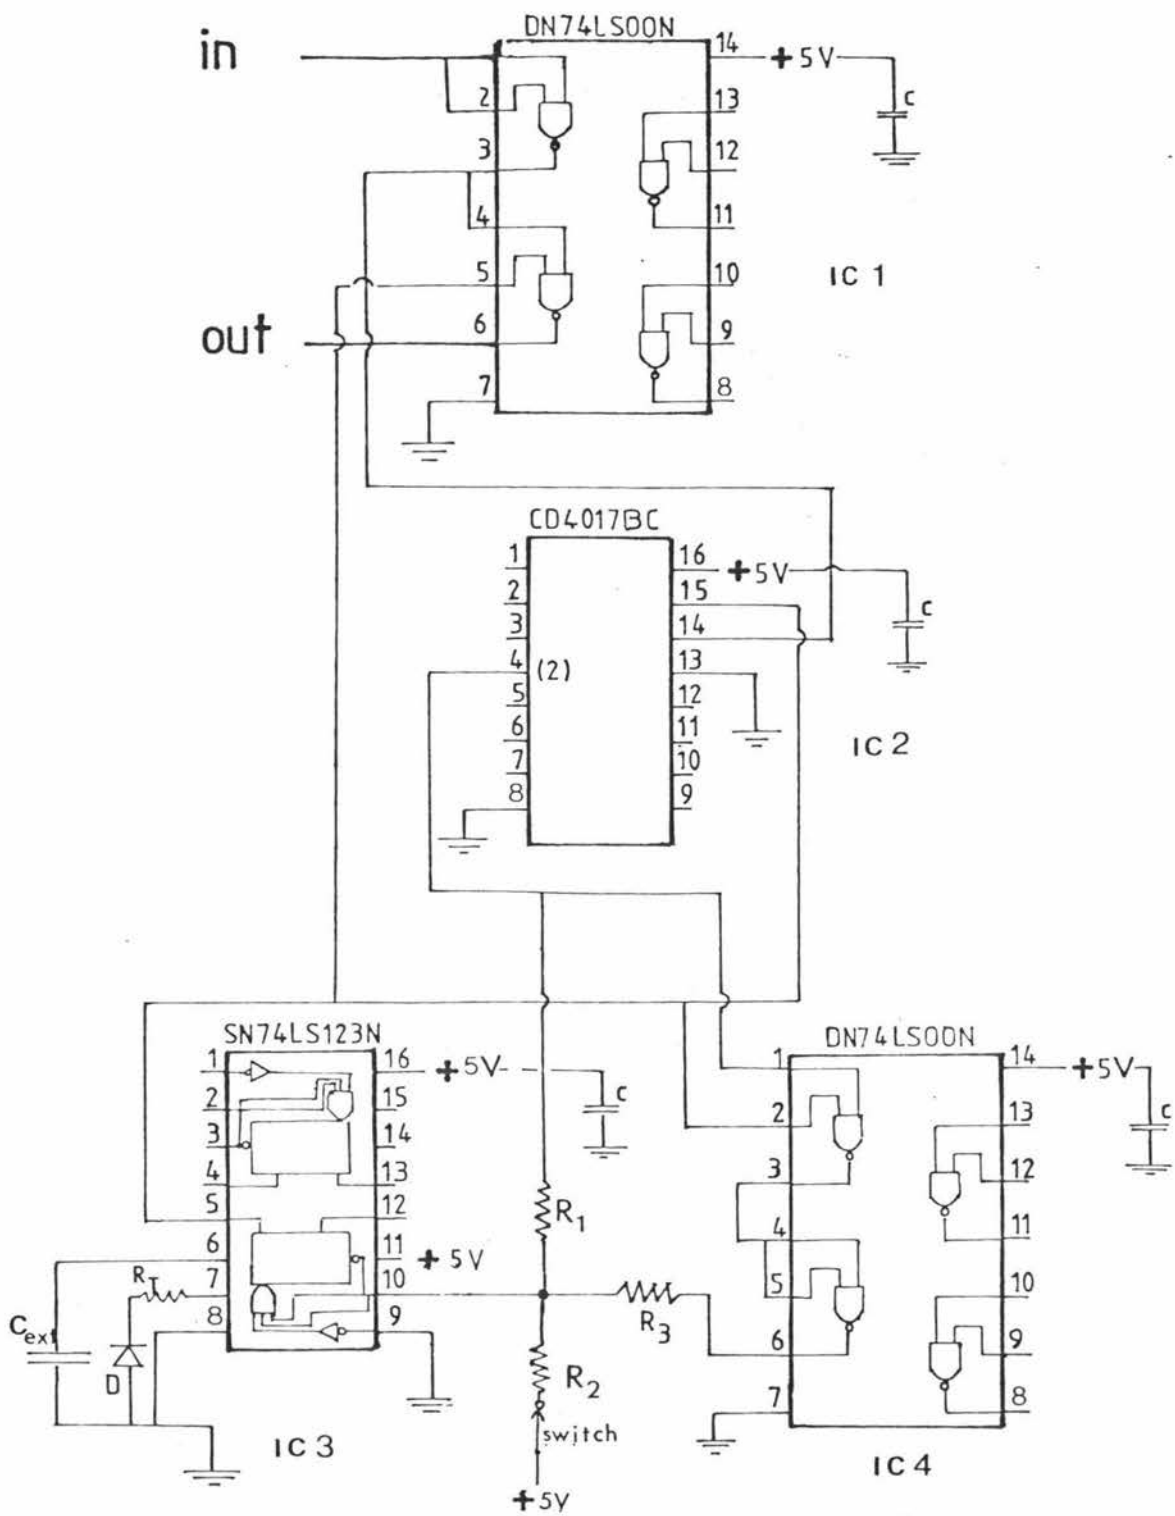 DN74LS00N
in
out
2
3
4
5
6
7
14
13
12
11
10
9
8
+5V
C
IC 1
CD4017BC
1
2
3
4
5
6
7
8
(2)
16
15
14
13
12
11
10
9
+5V
C
IC 2
SN74LS123N
1
2
3
4
5
6
7
8
16
15
14
13
12
11
10
9
+5V
C
+5V
RT
Cext
D
IC 3
R1
R2
R3
switch
+5V
DN74LS00N
1
2
3
4
5
6
7
14
13
12
11
10
9
8
+5V
C
IC 4